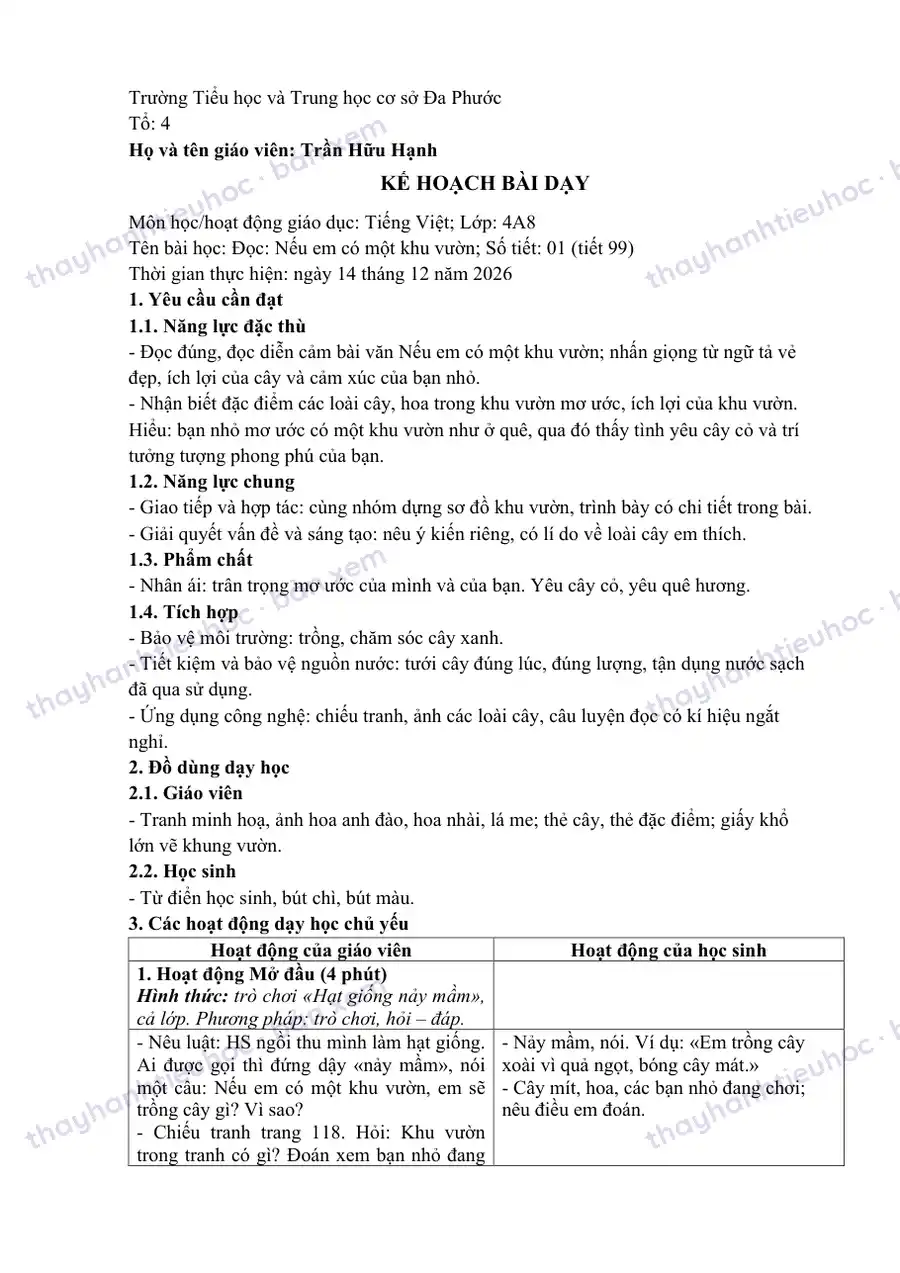 Trường Tiểu học và Trung học cơ sở Đa Phước
Tổ: 4
Họ và tên giáo viên: Trần Hữu Hạnh
KẾ HOẠCH BÀI DẠY
Môn học/hoạt động giáo dục: Tiếng Việt; Lớp: 4A8
Tên bài học: Đọc: Nếu em có một khu vườn; Số tiết: 01 (tiết 99)
Thời gian thực hiện: ngày 14 tháng 12 năm 2026
1. Yêu cầu cần đạt
1.1. Năng lực đặc thù
- Đọc đúng, đọc diễn cảm bài văn Nếu em có một khu vườn; nhấn giọng từ ngữ tả vẻ
đẹp, ích lợi của cây và cảm xúc của bạn nhỏ.
- Nhận biết đặc điểm các loài cây, hoa trong khu vườn mơ ước, ích lợi của khu vườn.
Hiểu: bạn nhỏ mơ ước có một khu vườn như ở quê, qua đó thấy tình yêu cây cỏ và trí
tưởng tượng phong phú của bạn.
1.2. Năng lực chung
- Giao tiếp và hợp tác: cùng nhóm dựng sơ đồ khu vườn, trình bày có chi tiết trong bài.
- Giải quyết vấn đề và sáng tạo: nêu ý kiến riêng, có lí do về loài cây em thích.
1.3. Phẩm chất
- Nhân ái: trân trọng mơ ước của mình và của bạn. Yêu cây cỏ, yêu quê hương.
1.4. Tích hợp
- Bảo vệ môi trường: trồng, chăm sóc cây xanh.
- Tiết kiệm và bảo vệ nguồn nước: tưới cây đúng lúc, đúng lượng, tận dụng nước sạch
đã qua sử dụng.
- Ứng dụng công nghệ: chiếu tranh, ảnh các loài cây, câu luyện đọc có kí hiệu ngắt
nghỉ.
2. Đồ dùng dạy học
2.1. Giáo viên
- Tranh minh hoạ, ảnh hoa anh đào, hoa nhài, lá me; thẻ cây, thẻ đặc điểm; giấy khổ
lớn vẽ khung vườn.
2.2. Học sinh
- Từ điển học sinh, bút chì, bút màu.
3. Các hoạt động dạy học chủ yếu
Hoạt động của giáo viên
Hoạt động của học sinh
1. Hoạt động Mở đầu (4 phút)
Hình thức: trò chơi «Hạt giống nảy mầm»,
cả lớp. Phương pháp: trò chơi, hỏi – đáp.
- Nêu luật: HS ngồi thu mình làm hạt giống.
Ai được gọi thì đứng dậy «nảy mầm», nói
một câu: Nếu em có một khu vườn, em sẽ
trồng cây gì? Vì sao?
- Chiếu tranh trang 118. Hỏi: Khu vườn
trong tranh có gì? Đoán xem bạn nhỏ đang
- Nảy mầm, nói. Ví dụ: «Em trồng cây
xoài vì quả ngọt, bóng cây mát.»
- Cây mít, hoa, các bạn nhỏ đang chơi;
nêu điều em đoán.
thayhanhtieuhoc · bản xem
thayhanhtieuhoc · b
thayhanhtieuhoc · bản xem
thayhanhtieuhoc · b
thayhanhtieuhoc · bản xem
thayhanhtieuhoc · b